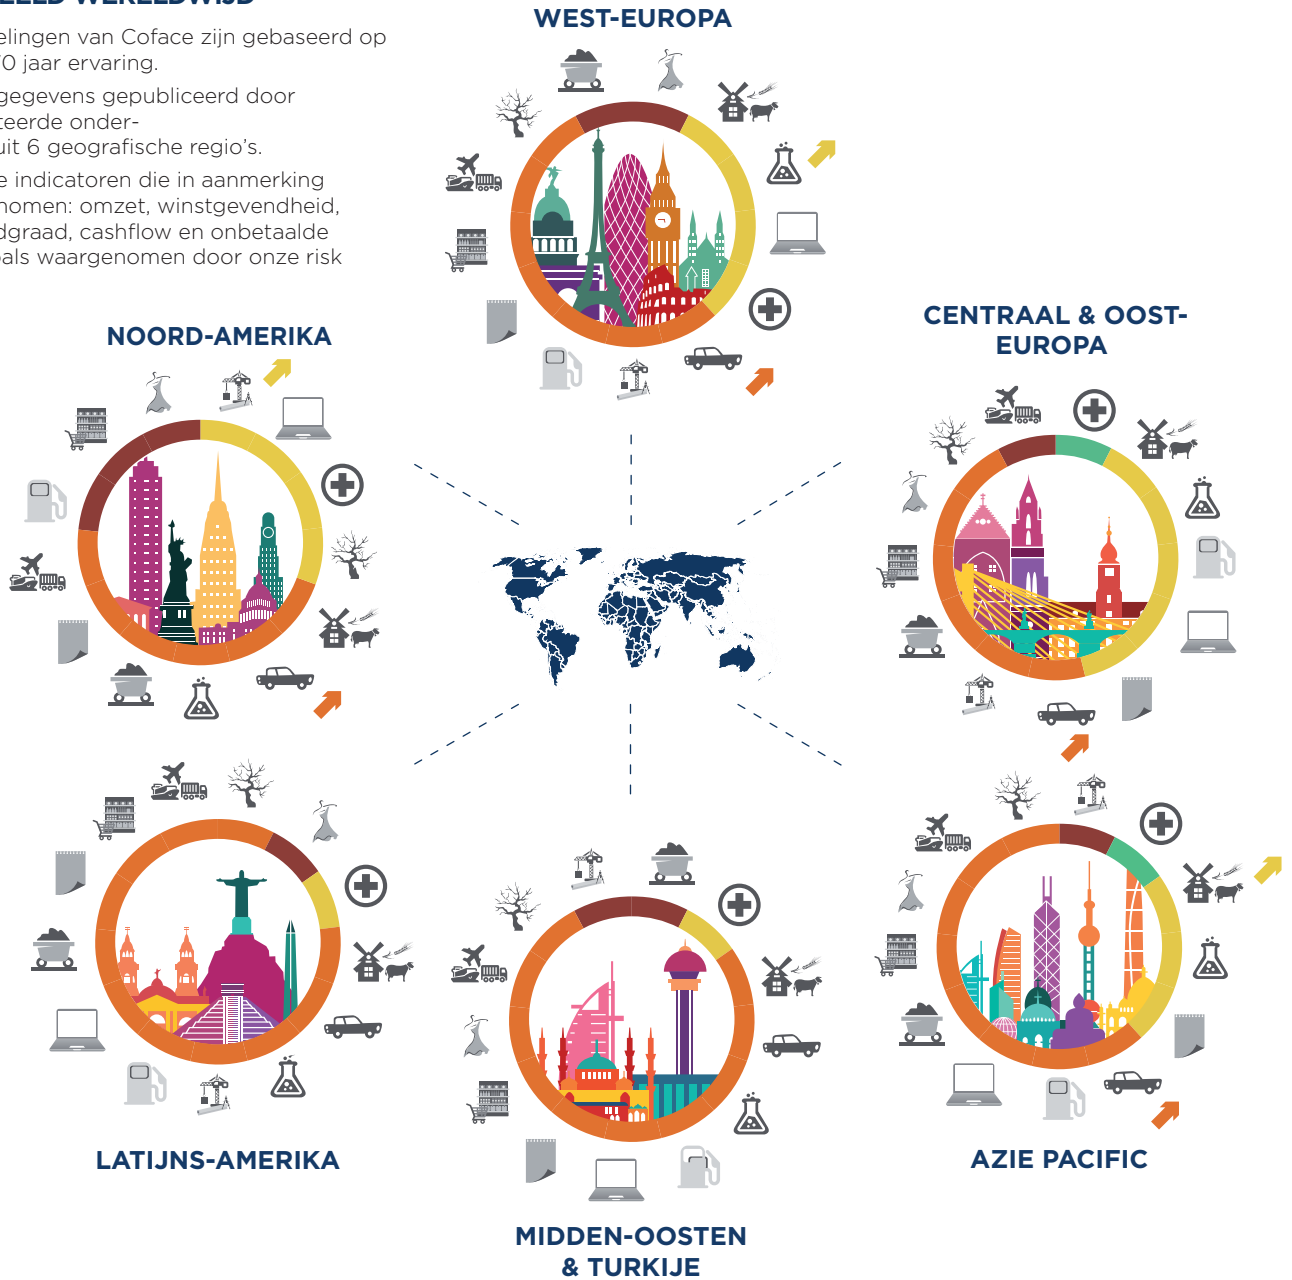 elingen van Coface zijn gebaseerd op
70 jaar ervaring.
gegevens gepubliceerd door
teerde onder-
uit 6 geografische regio's.
e indicatoren die in aanmerking
nomen: omzet, winstgevendheid,
dgraad, cashflow en onbetaalde
oals waargenomen door onze risk
WEST-EUROPA
NOORD-AMERIKA
CENTRAAL & OOST-
EUROPA
LATIJNS-AMERIKA
AZIE PACIFIC
MIDDEN-OOSTEN
& TURKIJE